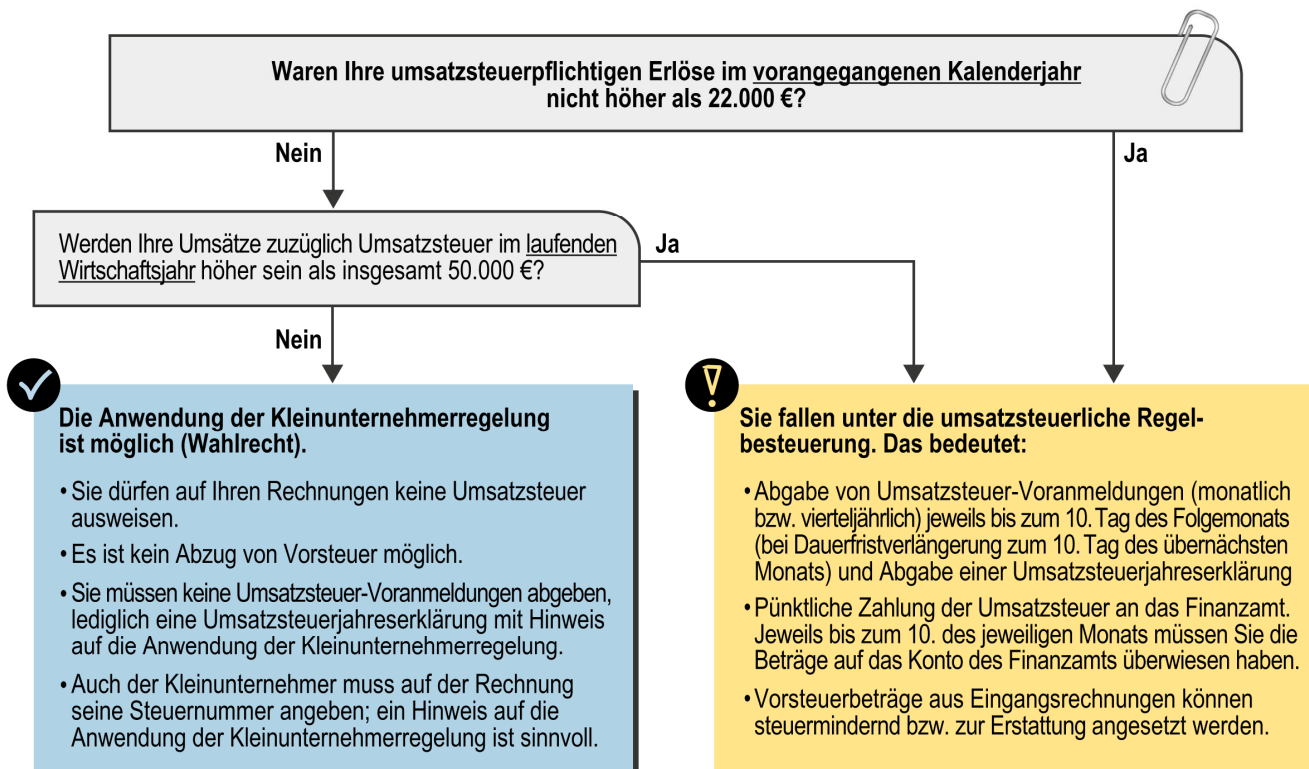 Waren Ihre umsatzsteuerpflichtigen Erlöse im vorangegangenen Kalenderjahr
nicht höher als 22.000 €?
Nein
Ja
Werden Ihre Umsätze zuzüglich Umsatzsteuer im laufenden
Wirtschaftsjahr höher sein als insgesamt 50.000 €?
Ja
Nein
Die Anwendung der Kleinunternehmerregelung
ist möglich (Wahlrecht).
• Sie dürfen auf Ihren Rechnungen keine Umsatzsteuer
ausweisen.
• Es ist kein Abzug von Vorsteuer möglich.
• Sie müssen keine Umsatzsteuer-Voranmeldungen abgeben,
lediglich eine Umsatzsteuerjahreserklärung mit Hinweis
auf die Anwendung der Kleinunternehmerregelung.
• Auch der Kleinunternehmer muss auf der Rechnung
seine Steuernummer angeben; ein Hinweis auf die
Anwendung der Kleinunternehmerregelung ist sinnvoll.
Sie fallen unter die umsatzsteuerliche Regel-
besteuerung. Das bedeutet:
• Abgabe von Umsatzsteuer-Voranmeldungen (monatlich
bzw. vierteljährlich) jeweils bis zum 10. Tag des Folgemonats
(bei Dauerfristverlängerung zum 10. Tag des übernächsten
Monats) und Abgabe einer Umsatzsteuerjahreserklärung
• Pünktliche Zahlung der Umsatzsteuer an das Finanzamt.
Jeweils bis zum 10. des jeweiligen Monats müssen Sie die
Beträge auf das Konto des Finanzamts überwiesen haben.
• Vorsteuerbeträge aus Eingangsrechnungen können
steuermindernd bzw. zur Erstattung angesetzt werden.